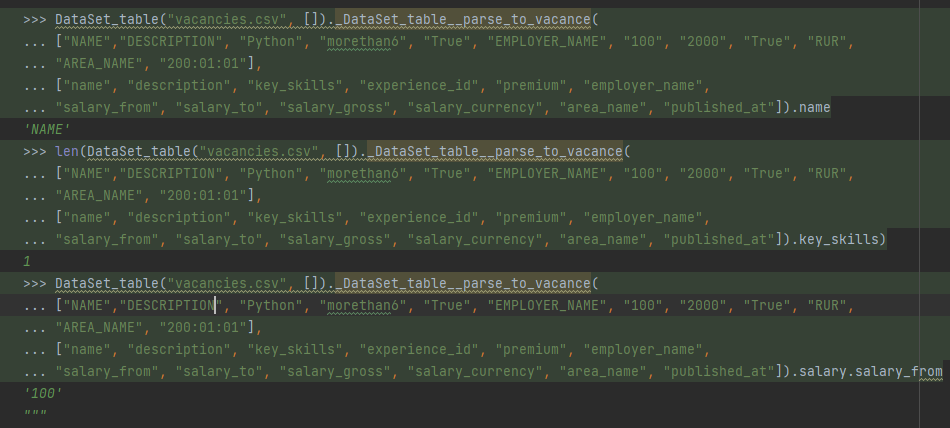 >>> DataSet_table("vacancies.csv", [])._DataSet_table__parse_to_vacance(
... ["NAME","DESCRIPTION", "Python", "morethan6", "True", "EMPLOYER_NAME", "100", "2000", "True", "RUR",
... "AREA_NAME", "200:01:01"],
... ["name", "description", "key_skills", "experience_id", "premium", "employer_name",
... "salary_from", "salary_to", "salary_gross", "salary_currency", "area_name", "published_at"]).name
'NAME'
>>> len(DataSet_table("vacancies.csv", [])._DataSet_table__parse_to_vacance(
... ["NAME","DESCRIPTION", "Python", "morethan6", "True", "EMPLOYER_NAME", "100", "2000", "True", "RUR",
... "AREA_NAME", "200:01:01"],
... ["name", "description", "key_skills", "experience_id", "premium", "employer_name",
... "salary_from", "salary_to", "salary_gross", "salary_currency", "area_name", "published_at"]).key_skills)
1
>>> DataSet_table("vacancies.csv", [])._DataSet_table__parse_to_vacance(
... ["NAME","DESCRIPTION", "Python", "morethan6", "True", "EMPLOYER_NAME", "100", "2000", "True", "RUR",
... "AREA_NAME", "200:01:01"],
... ["name", "description", "key_skills", "experience_id", "premium", "employer_name",
... "salary_from", "salary_to", "salary_gross", "salary_currency", "area_name", "published_at"]).salary.salary_from
'100'
"""